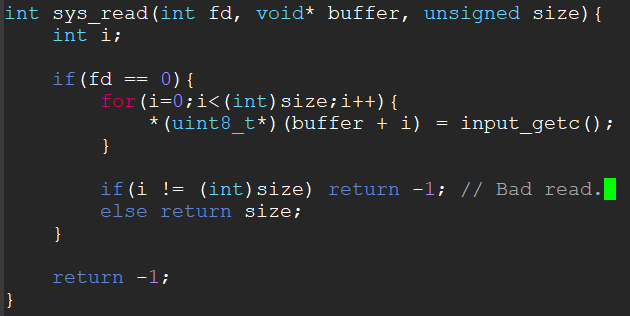 int sys_read(int fd, void* buffer, unsigned size){
    int i;

    if(fd == 0){
        for(i=0;i<(int)size;i++){
            *(uint8_t*)(buffer + i) = input_getc();
        }

        if(i != (int)size) return -1; // Bad read.
        else return size;
    }

    return -1;
}